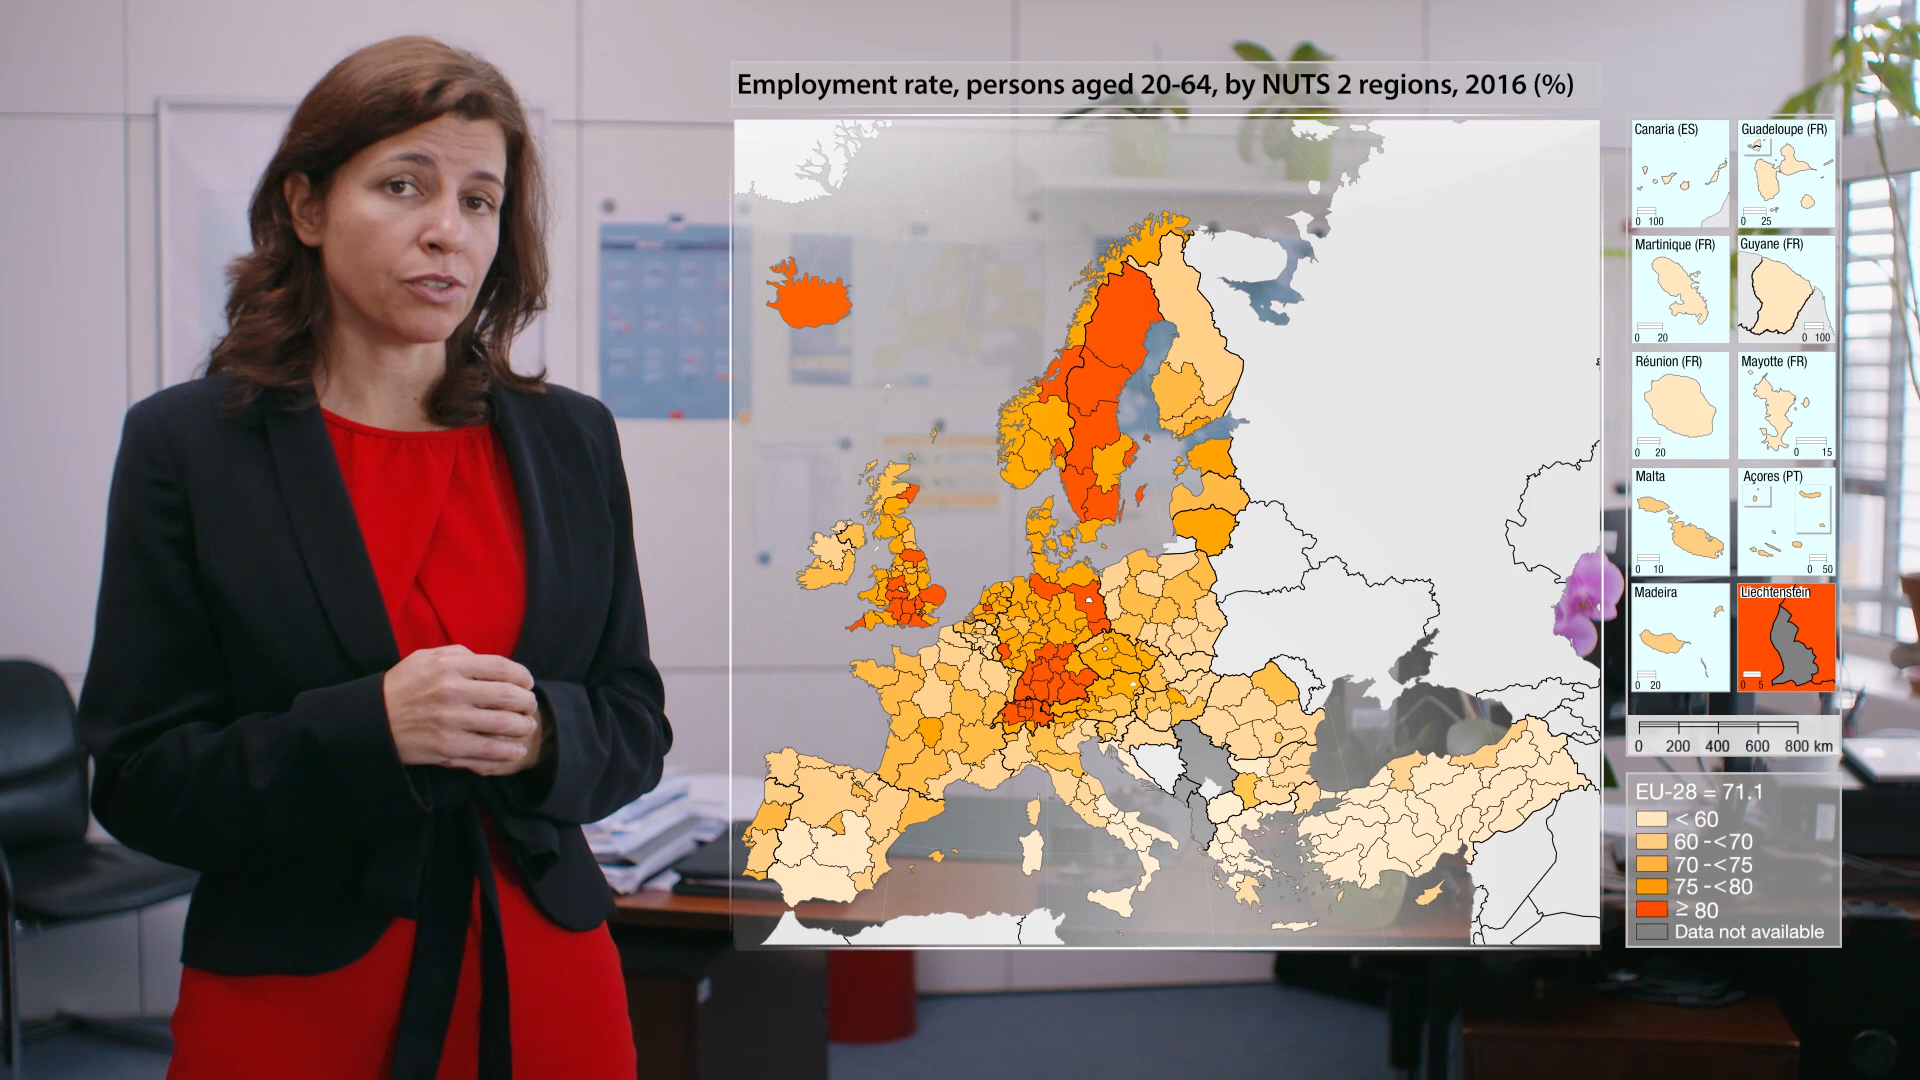 Employment rate, persons aged 20-64, by NUTS 2 regions, 2016 (%)
Canaria (ES)
0 100
Guadeloupe (FR)
0 25
Martinique (FR)
0 20
Guyane (FR)
0 100
Réunion (FR)
0 20
Mayotte (FR)
0 15
Malta
0 10
Açores (PT)
0 50
Madeira
0 20
Liechtenstein
0 5
0 200 400 600 800 km
EU-28 = 71.1
< 60
60 -<70
70 -<75
75 -<80
≥ 80
Data not available